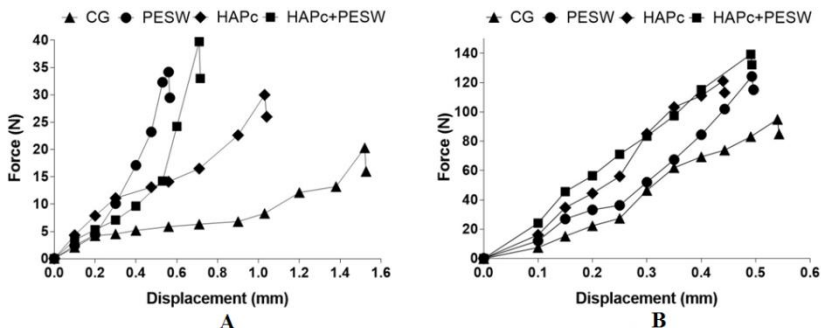 CG PESW HAPc HAPc+PESW
Force (N)
40
35
30
25
20
15
10
5
0
0.0 0.2 0.4 0.6 0.8 1.0 1.2 1.4 1.6
Displacement (mm)
A
CG PESW HAPc HAPc+PESW
Force (N)
140
120
100
80
60
40
20
0
0.0 0.1 0.2 0.3 0.4 0.5 0.6
Displacement (mm)
B